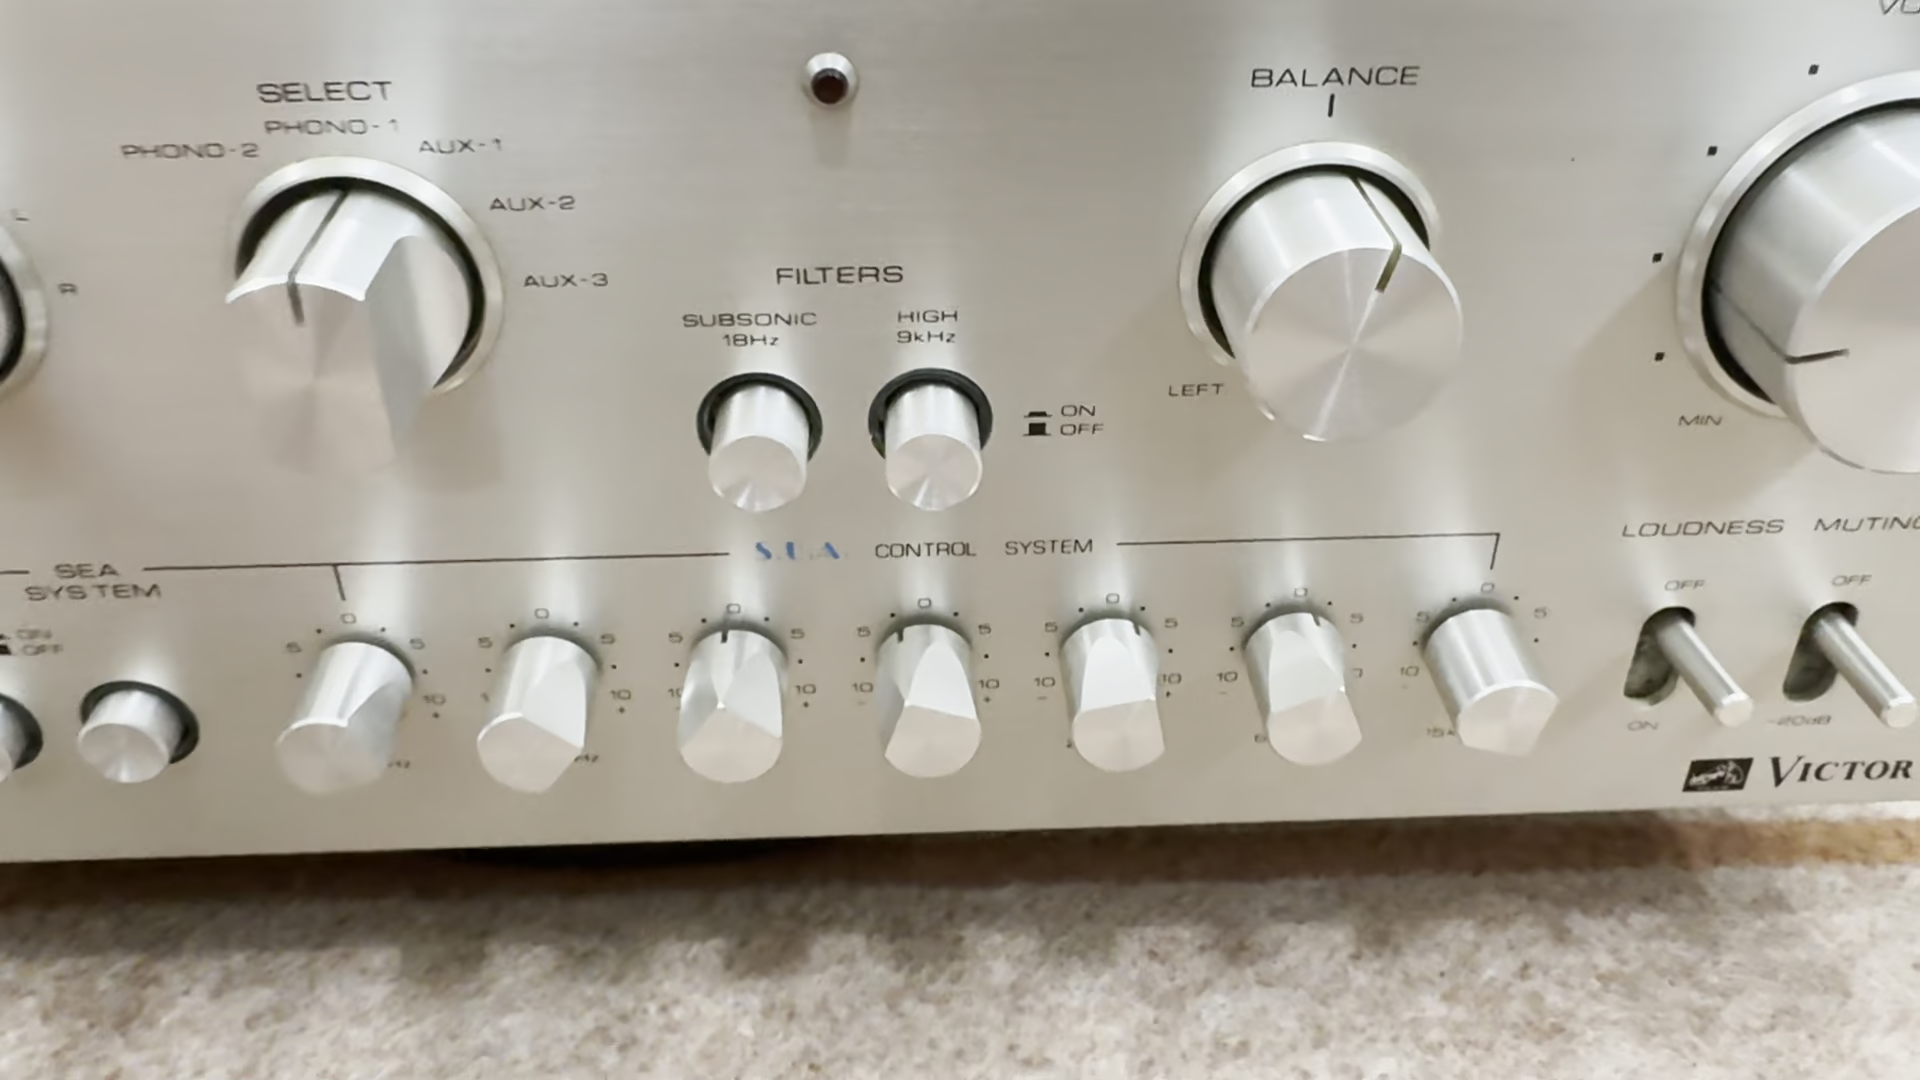 SELECT
PHONO-1
PHONO-2
AUX-1
AUX-2
AUX-3
R
FILTERS
SUBSONIC
18Hz
HIGH
9kHz
ON
OFF
BALANCE
LEFT
MIN
SEA
SYSTEM
ON
OFF
S.E.A. CONTROL SYSTEM
5 0 5
10
+
5 0 5
10
+
5 0 5
10
+
5 0 5
10 10
- +
5 0 5
10 10
- +
5 0 5
10
-
5 0 5
10
-
LOUDNESS
OFF
ON
OFF
-20dB
VICTOR